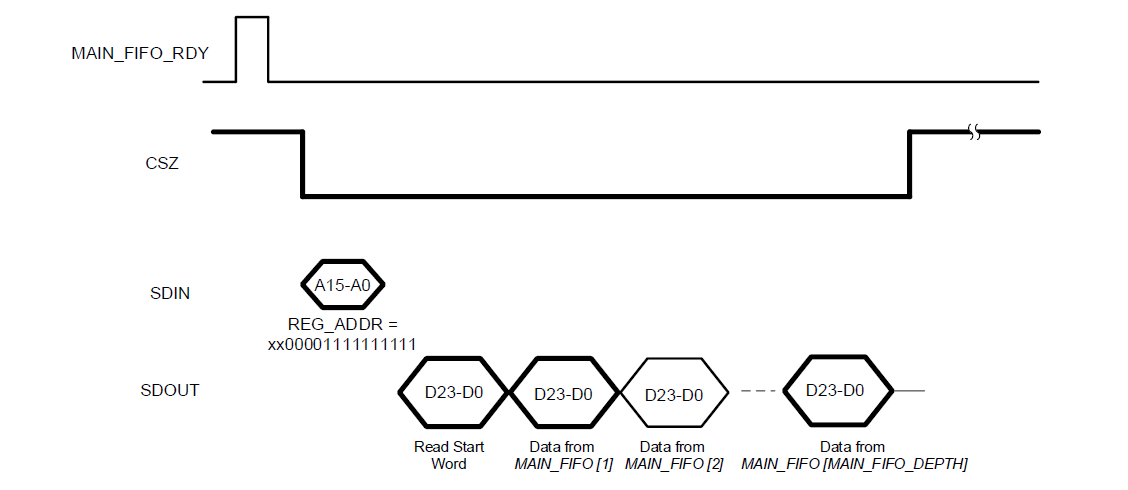 MAIN_FIFO_RDY
CSZ
SDIN
A15-A0
REG_ADDR =
xx00001111111111
SDOUT
D23-D0
D23-D0
D23-D0
D23-D0
Read Start
Word
Data from
MAIN_FIFO [1]
Data from
MAIN_FIFO [2]
Data from
MAIN_FIFO [MAIN_FIFO_DEPTH]